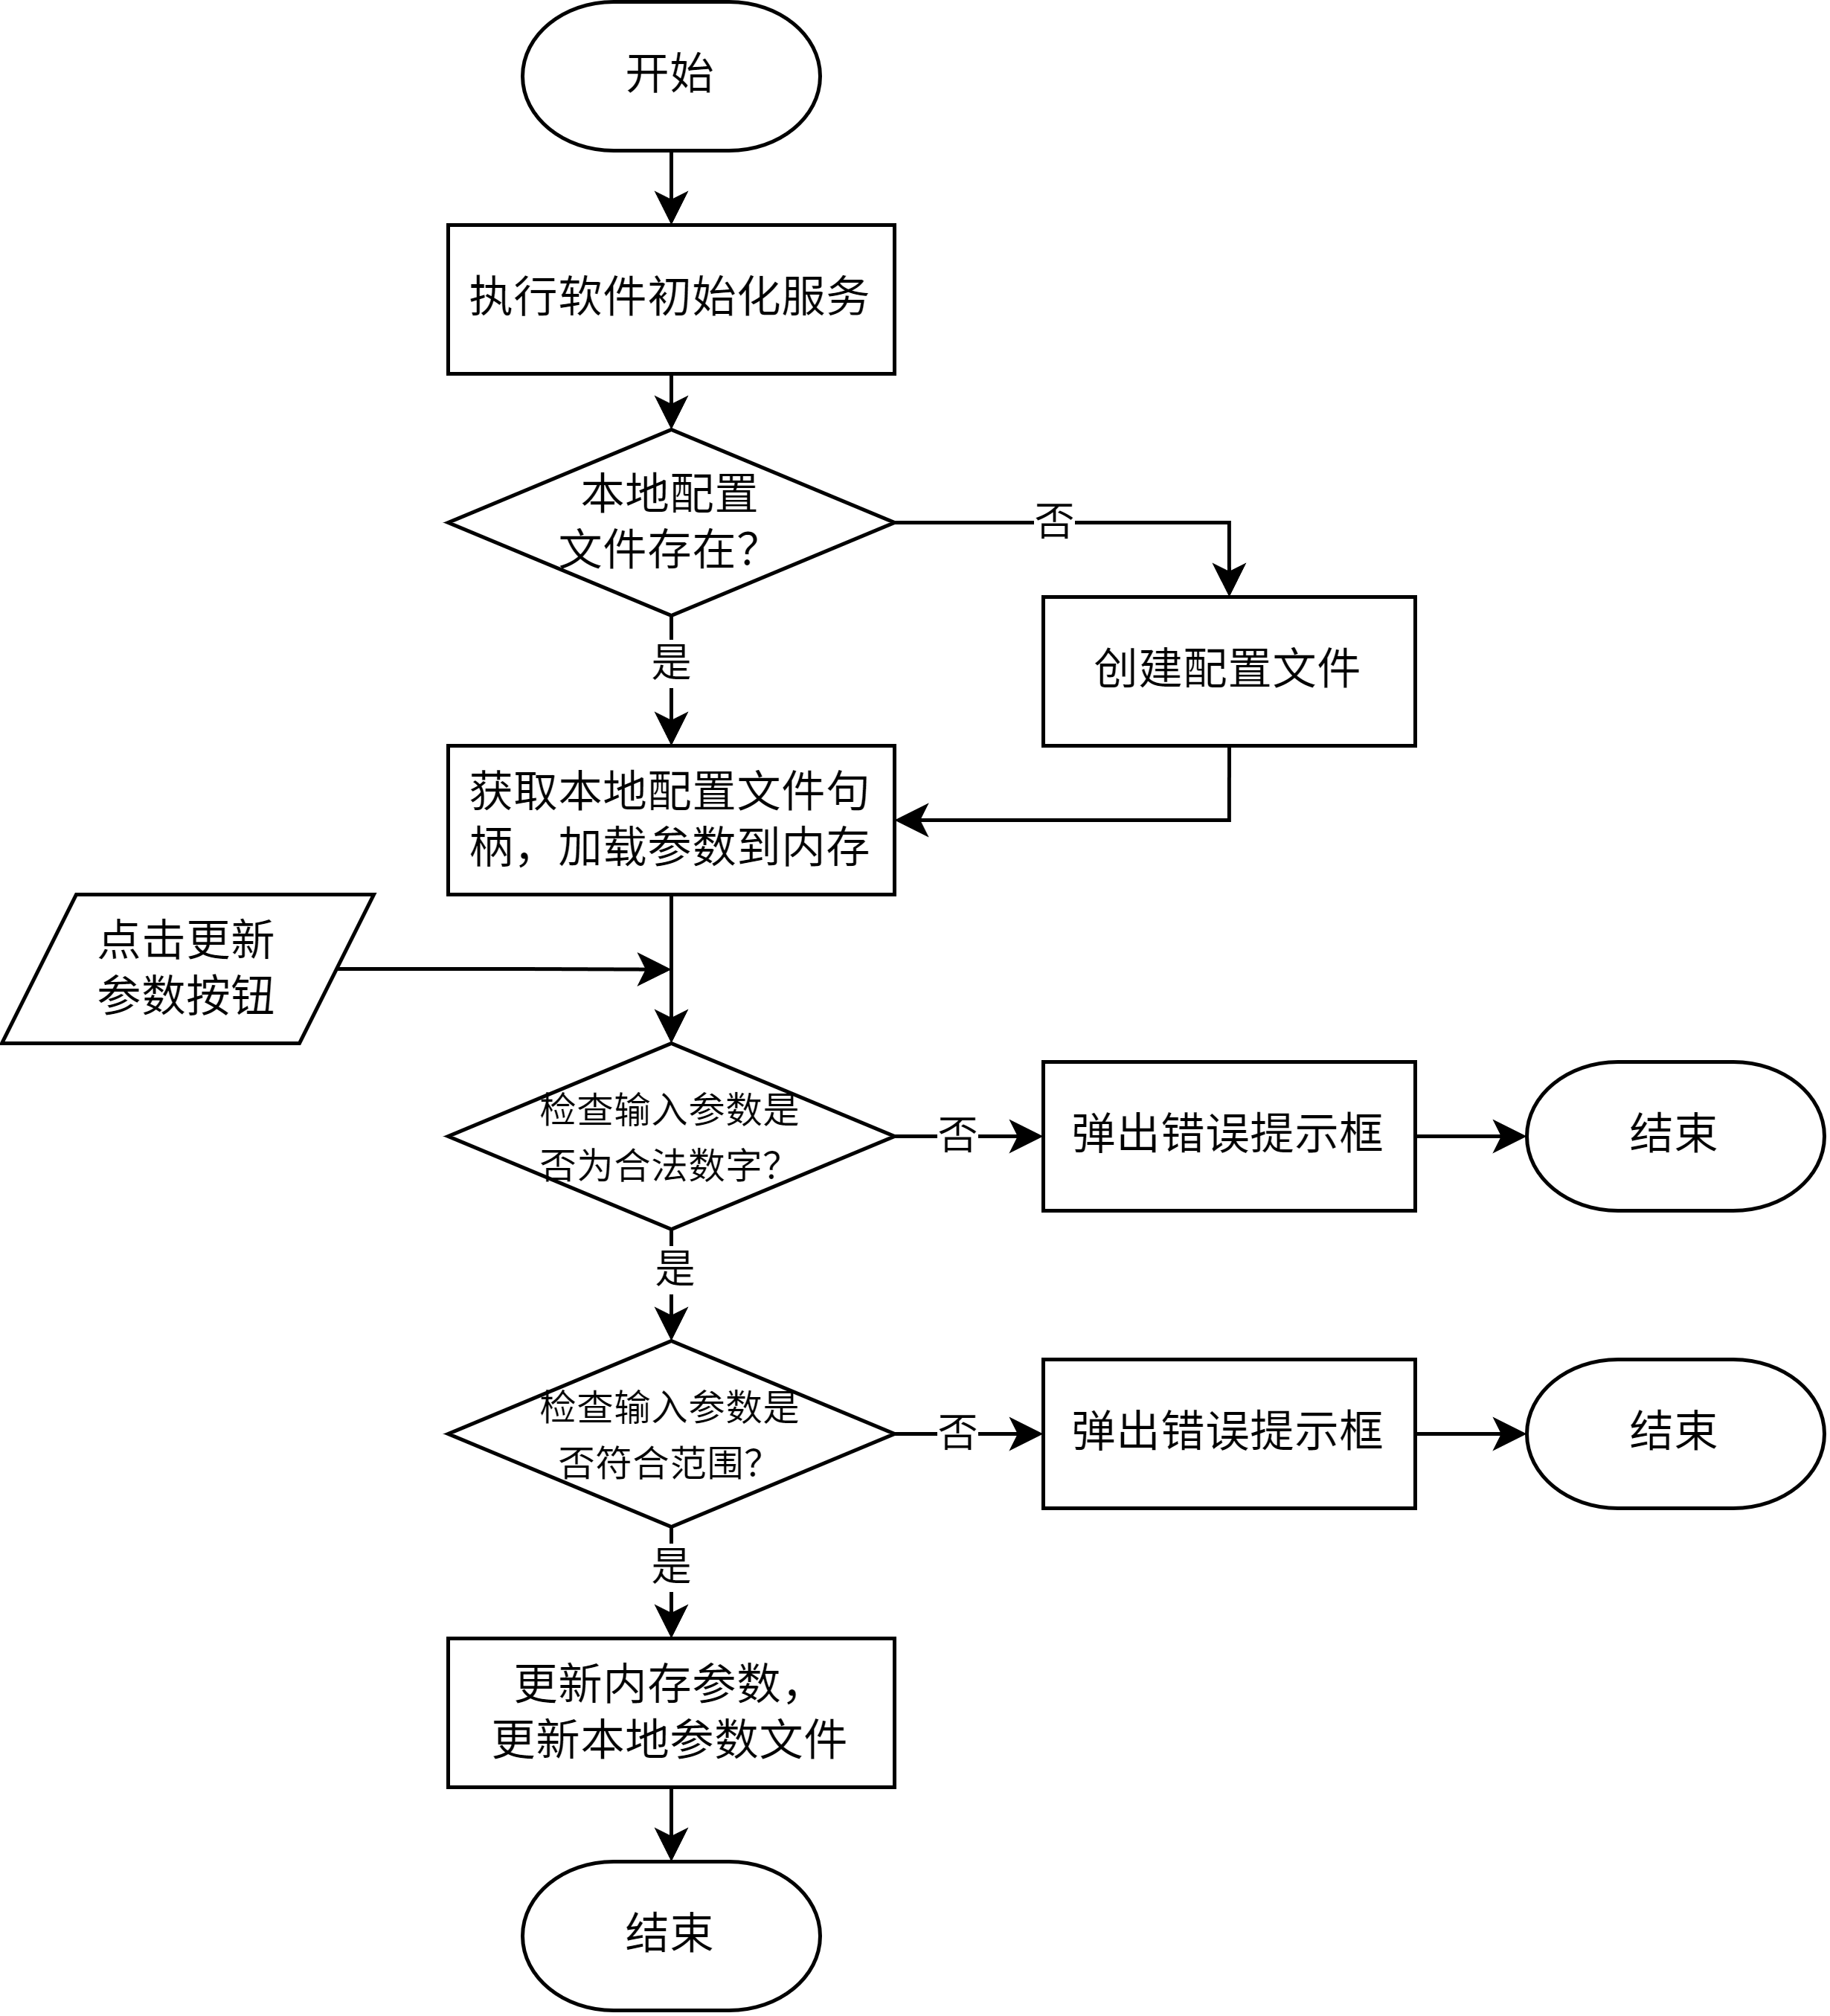 开始
执行软件初始化服务
本地配置
文件存在？
否
是
创建配置文件
获取本地配置文件句
柄，加载参数到内存
点击更新
参数按钮
检查输入参数是
否为合法数字？
否
弹出错误提示框
结束
是
检查输入参数是
否符合范围？
否
弹出错误提示框
结束
是
更新内存参数，
更新本地参数文件
结束